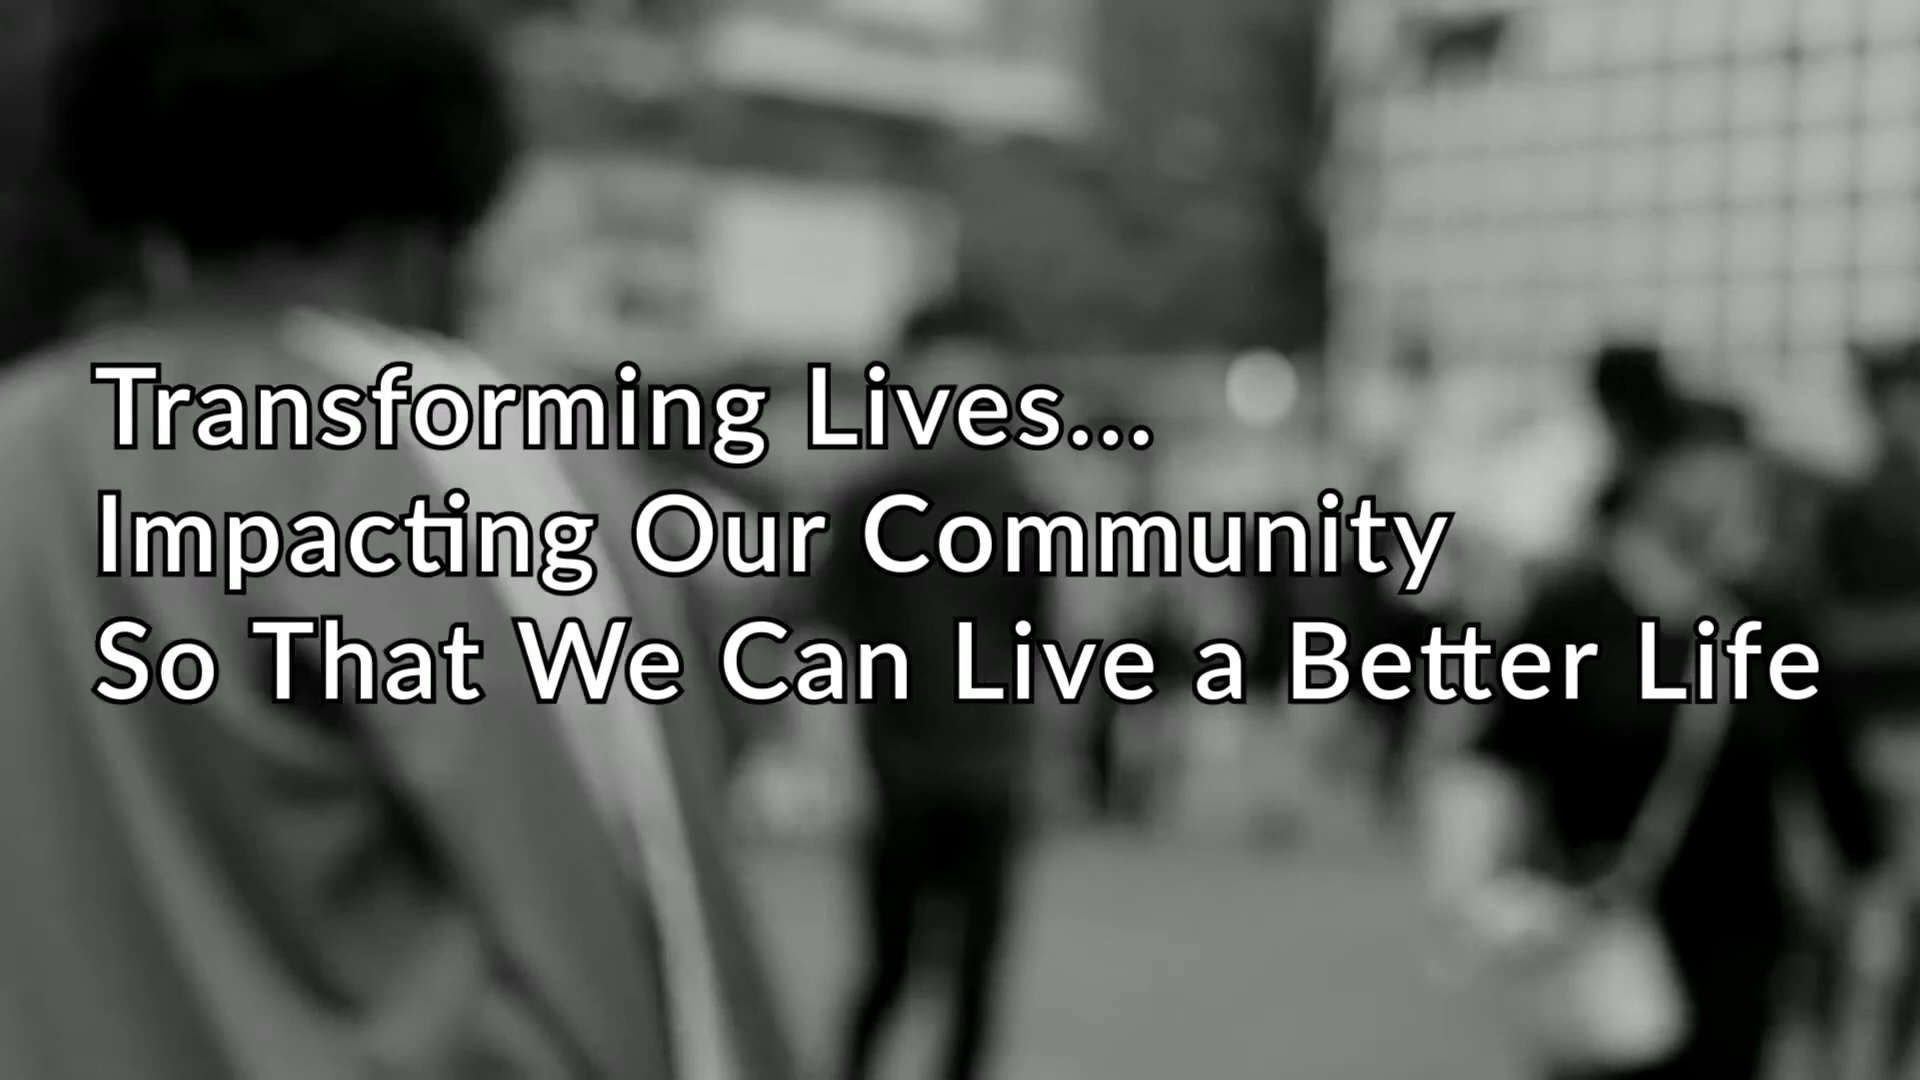 Transforming Lives...
Impacting Our Community
So That We Can Live a Better Life